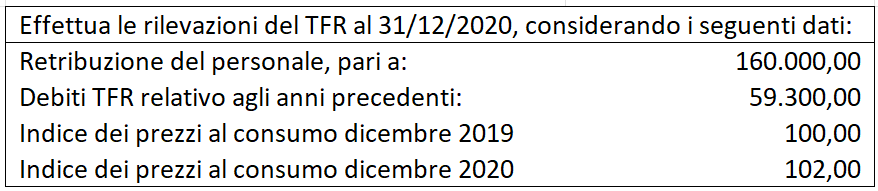 Effettua le rilevazioni del TFR al 31/12/2020, considerando i seguenti dati:
Retribuzione del personale, pari a: 160.000,00
Debiti TFR relativo agli anni precedenti: 59.300,00
Indice dei prezzi al consumo dicembre 2019 100,00
Indice dei prezzi al consumo dicembre 2020 102,00